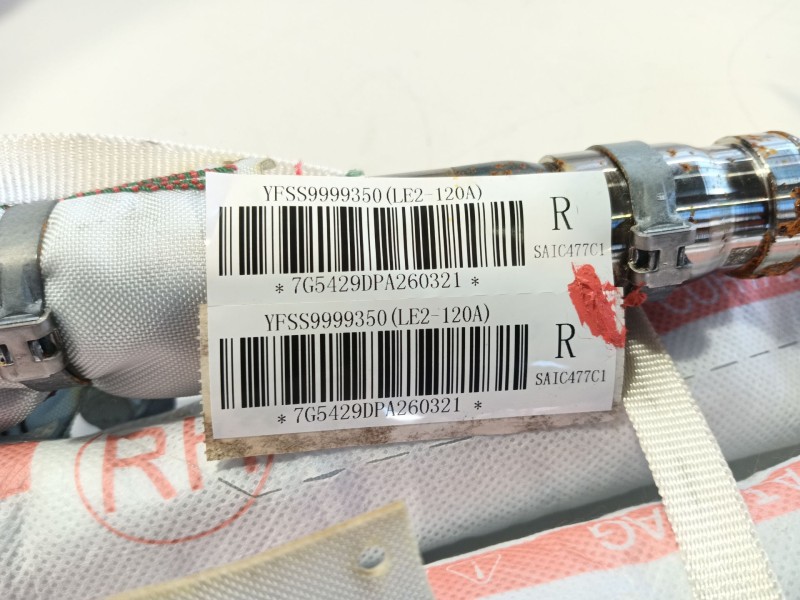 YFSS9999350(LE2-120A)
R
SAIC477C1
* 7G5429DPA260321 *
YFSS9999350(LE2-120A)
R
SAIC477C1
* 7G5429DPA260321 *
RH